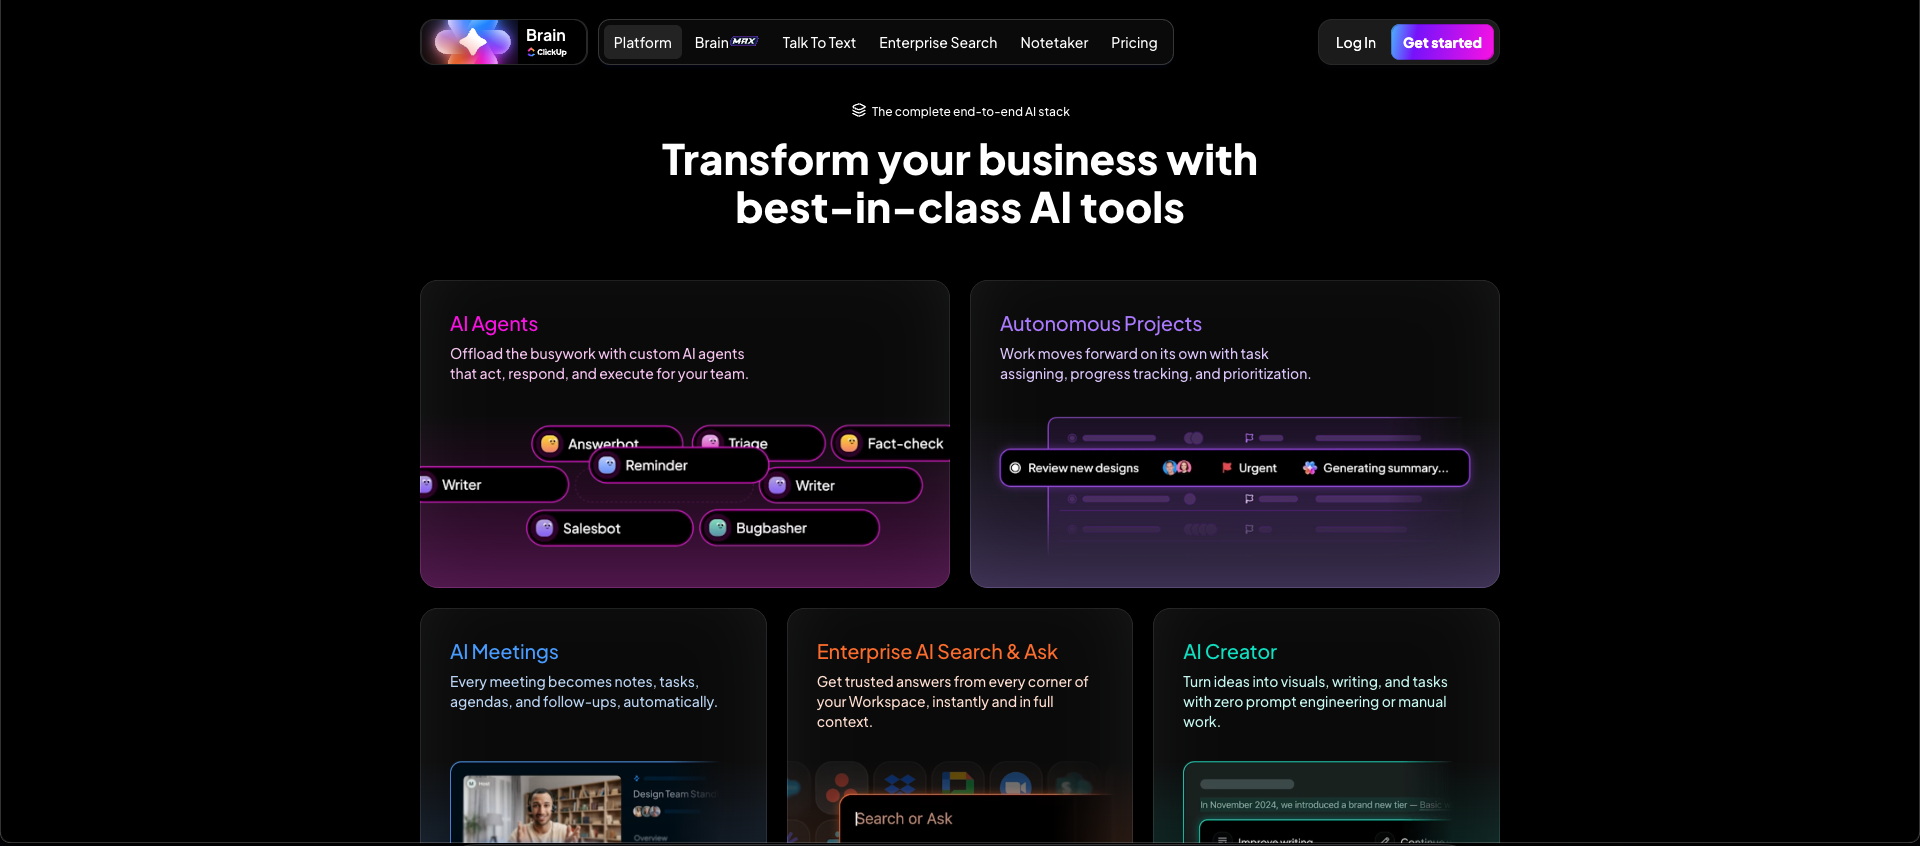 Brain
ClickUp
Platform
Brain MAX
Talk To Text
Enterprise Search
Notetaker
Pricing
Log In
Get started
The complete end-to-end AI stack
Transform your business with
best-in-class AI tools
AI Agents
Offload the busywork with custom AI agents
that act, respond, and execute for your team.
Answerbot
Triage
Fact-check
Reminder
Writer
Writer
Salesbot
Bugbasher
Autonomous Projects
Work moves forward on its own with task
assigning, progress tracking, and prioritization.
Review new designs
Urgent
Generating summary...
AI Meetings
Every meeting becomes notes, tasks,
agendas, and follow-ups, automatically.
Design Team Stand
Overview
Enterprise AI Search & Ask
Get trusted answers from every corner of
your Workspace, instantly and in full
context.
Search or Ask
AI Creator
Turn ideas into visuals, writing, and tasks
with zero prompt engineering or manual
work.
In November 2024, we introduced a brand new tier — Basic
Improve writing
Continue